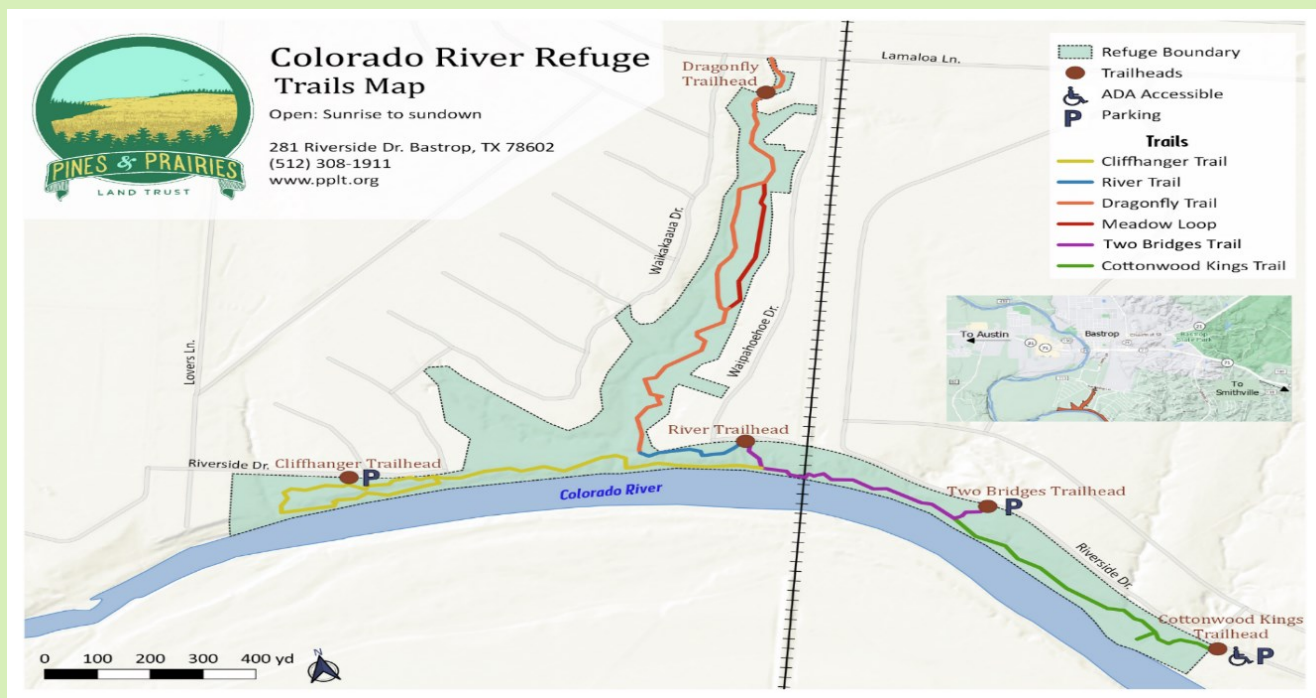 Colorado River Refuge
Trails Map
Open: Sunrise to sundown
281 Riverside Dr. Bastrop, TX 78602
(512) 308-1911
www.pplt.org
PINES & PRAIRIES
LAND TRUST
Refuge Boundary
Trailheads
ADA Accessible
P Parking
Trails
Cliffhanger Trail
River Trail
Dragonfly Trail
Meadow Loop
Two Bridges Trail
Cottonwood Kings Trail
Lamaloa Ln.
Dragonfly
Trailhead
Waikakaaua Dr.
Waipahoehoe Dr.
Lovers Ln.
To Austin
Bastrop
To
Smithville
River Trailhead
Riverside Dr.
Cliffhanger Trailhead
P
Colorado River
Two Bridges Trailhead
P
Riverside Dr.
Cottonwood Kings
Trailhead
P
0 100 200 300 400 yd
N